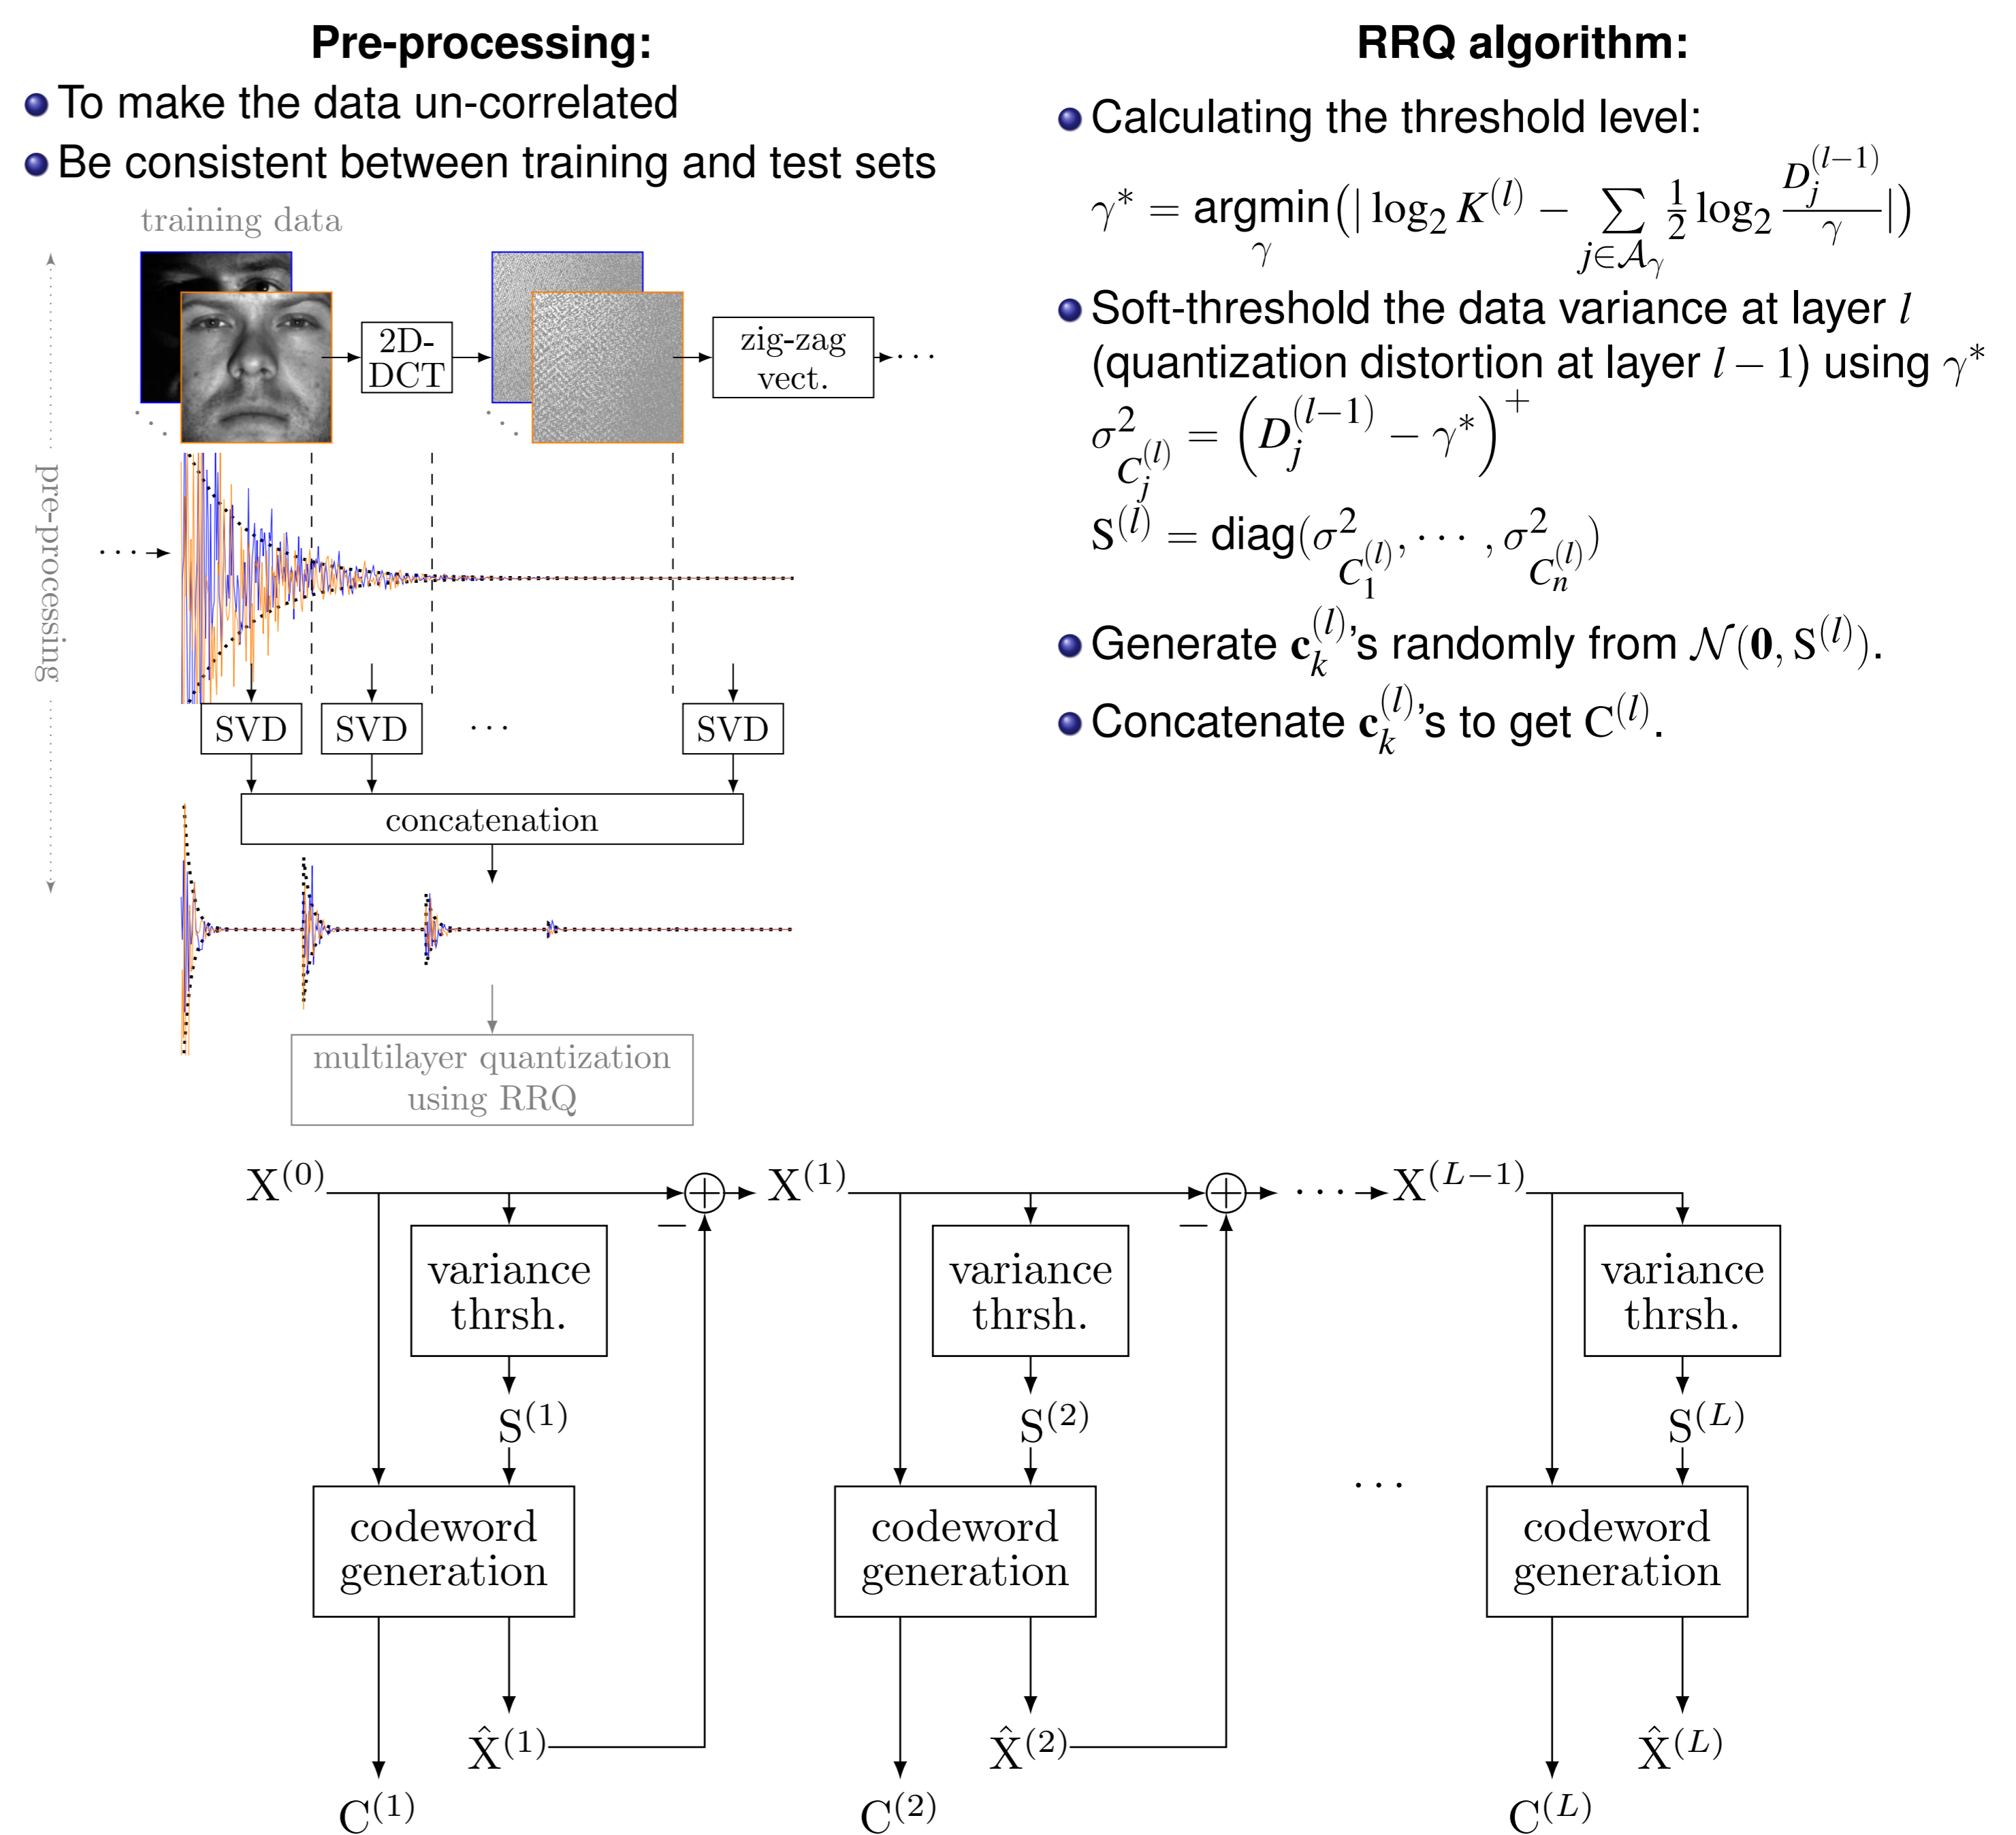 Pre-processing:
To make the data un-correlated
Be consistent between training and test sets
training data
2D-
DCT
zig-zag
vect.
···
pre-processing
···
SVD
SVD
···
SVD
concatenation
multilayer quantization
using RRQ
RRQ algorithm:
Calculating the threshold level:
γ* = argmin_γ(| log₂ K^(l) − ∑_{j∈𝒜_γ} ½ log₂ D_j^(l−1)/γ |)
Soft-threshold the data variance at layer l
(quantization distortion at layer l − 1) using γ*
σ²_{C_j^(l)} = (D_j^(l−1) − γ*)⁺
S^(l) = diag(σ²_{C_1^(l)}, ··· , σ²_{C_n^(l)})
Generate c_k^(l)'s randomly from 𝒩(0, S^(l)).
Concatenate c_k^(l)'s to get C^(l).
X^(0) + X^(1) + ··· X^(L−1)
− −
variance variance variance
thrsh. thrsh. thrsh.
S^(1) S^(2) S^(L)
···
codeword codeword codeword
generation generation generation
X̂^(1) X̂^(2) X̂^(L)
C^(1) C^(2) C^(L)